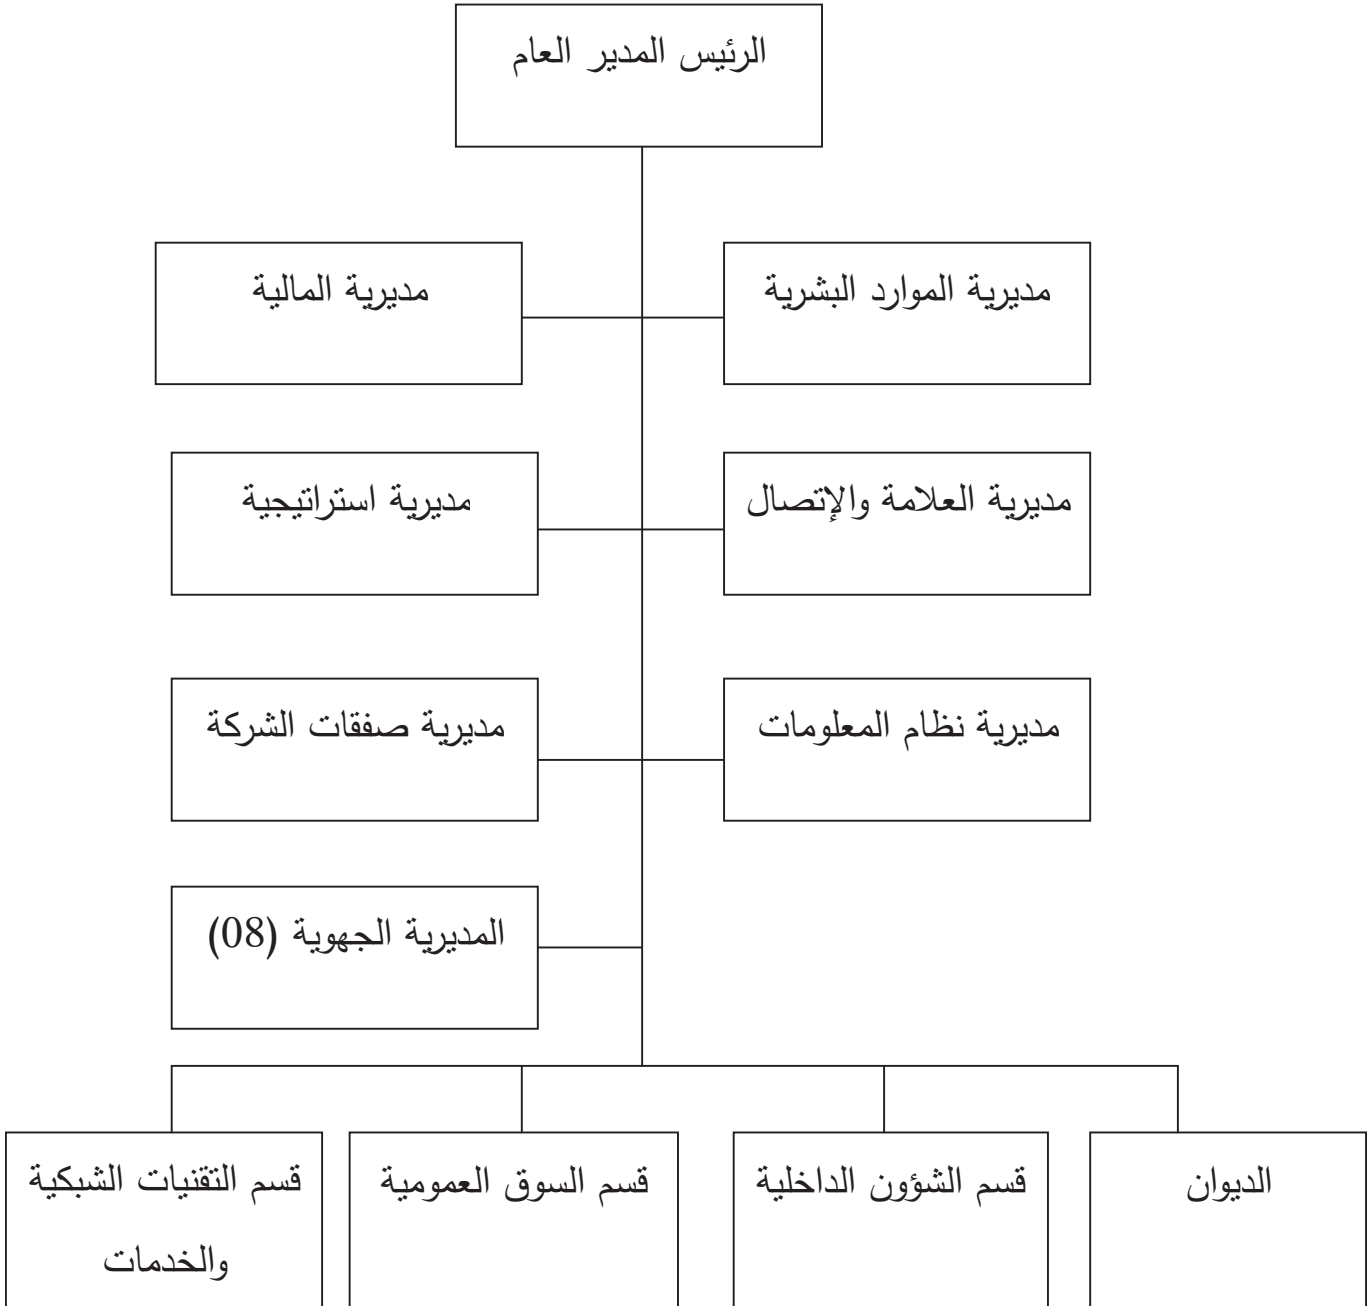 الرئيس المدير العام
مديرية الموارد البشرية
مديرية المالية
مديرية العلامة والإتصال
مديرية استراتيجية
مديرية نظام المعلومات
مديرية صفقات الشركة
المديرية الجهوية (08)
الديوان
قسم الشؤون الداخلية
قسم السوق العمومية
قسم التقنيات الشبكية
والخدمات